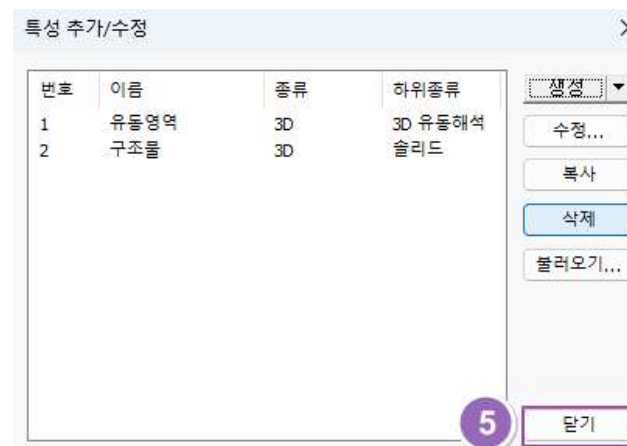 특성 추가/수정
번호 이름 종류 하위종류
1 유동영역 3D 3D 유동해석
2 구조물 3D 솔리드
생성
수정...
복사
삭제
불러오기...
5 닫기